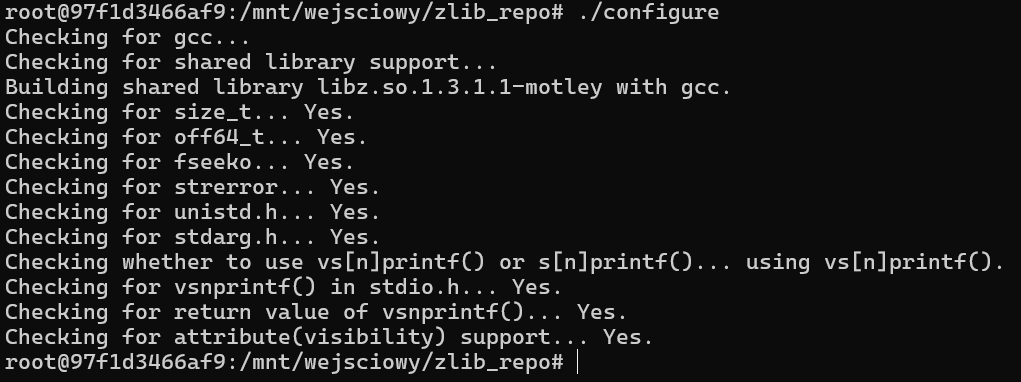 root@97f1d3466af9:/mnt/wejsciowy/zlib_repo# ./configure
Checking for gcc...
Checking for shared library support...
Building shared library libz.so.1.3.1.1-motley with gcc.
Checking for size_t... Yes.
Checking for off64_t... Yes.
Checking for fseeko... Yes.
Checking for strerror... Yes.
Checking for unistd.h... Yes.
Checking for stdarg.h... Yes.
Checking whether to use vs[n]printf() or s[n]printf()... using vs[n]printf().
Checking for vsnprintf() in stdio.h... Yes.
Checking for return value of vsnprintf()... Yes.
Checking for attribute(visibility) support... Yes.
root@97f1d3466af9:/mnt/wejsciowy/zlib_repo#